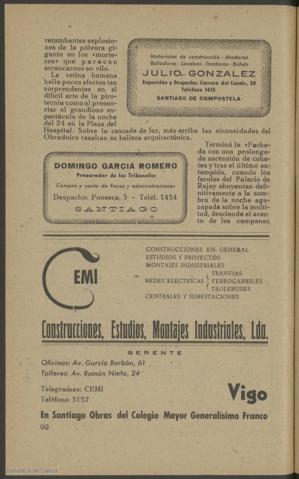 retumbantes explosio-
nes de la pólvora gi-
gante en los «morte-
ros» que parecen
arrancarnos en vilo.
La retina humana
halla pocos efectos tan
sorprendentes en el
difícil arte de la piro-
tecnia como al presen-
ciar el grandioso es-
pectáculo de la noche
del 24 en la Plaza del
Hospital. Sobre la cascada de luz, más arriba las sinuosidades del
Obradoiro resaltan su belleza arquitectónica.
Materiales de construcción - Maderas
Bañaderas - Lavabos - Inodoros - Bidets
JULIO GONZALEZ
Exposición y Despacho: Carrera del Conde, 20
Teléfono 1413
SANTIAGO DE COMPOSTELA
DOMINGO GARCIA ROMERO
Procurador de los Tribunales
Compra y venta de fincas y administraciones
Despacho: Fonseca, 5 - Teléf. 1454
SANTIAGO
Terminó la «Facha-
da» con una prolonga-
da ascensión de cohe-
tes y tras el último es-
tampido, cuando los
faroles del Palacio de
Rajoy ahuyentan defi-
nitivamente a la som-
bra de la noche aga-
zapada sobre la multi-
tud, desciende el acen-
to de las campanas
CEMI
CONSTRUCCIONES EN GENERAL
ESTUDIOS Y PROYECTOS
MONTAJES INDUSTRIALES
REDES ELECTRICAS { TRANVIAS
FERROCARRILES
TROLEBUSES
CENTRALES Y SUBESTACIONES
Construcciones, Estudios, Montajes Industriales, Lda.
GERENTE
Oficinas: Av. García Barbón, 61
Talleres: Av. Ramón Nieto, 24
Telegramas: CEMI
Teléfono 3157
Vigo
En Santiago Obras del Colegio Mayor Generalísimo Franco
92
Biblioteca de Galicia